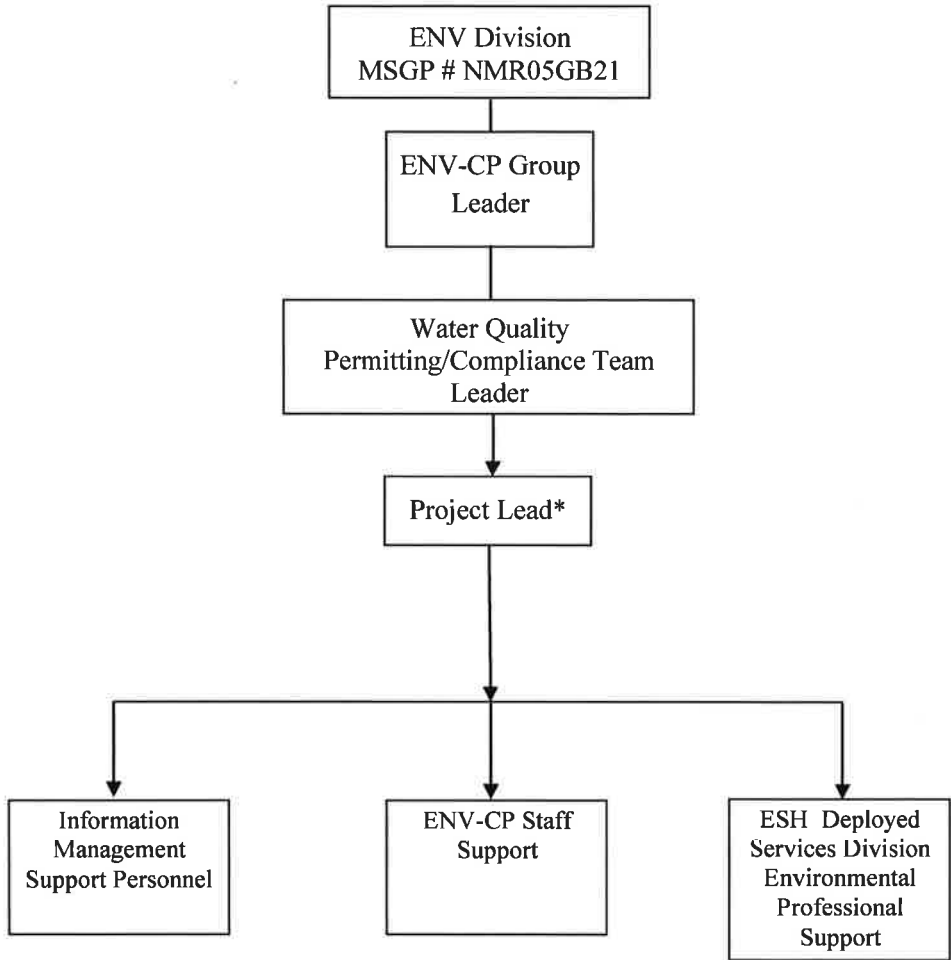 ENV Division
MSGP # NMR05GB21
ENV-CP Group
Leader
Water Quality
Permitting/Compliance Team
Leader
Project Lead*
Information
Management
Support Personnel
ENV-CP Staff
Support
ESH Deployed
Services Division
Environmental
Professional
Support